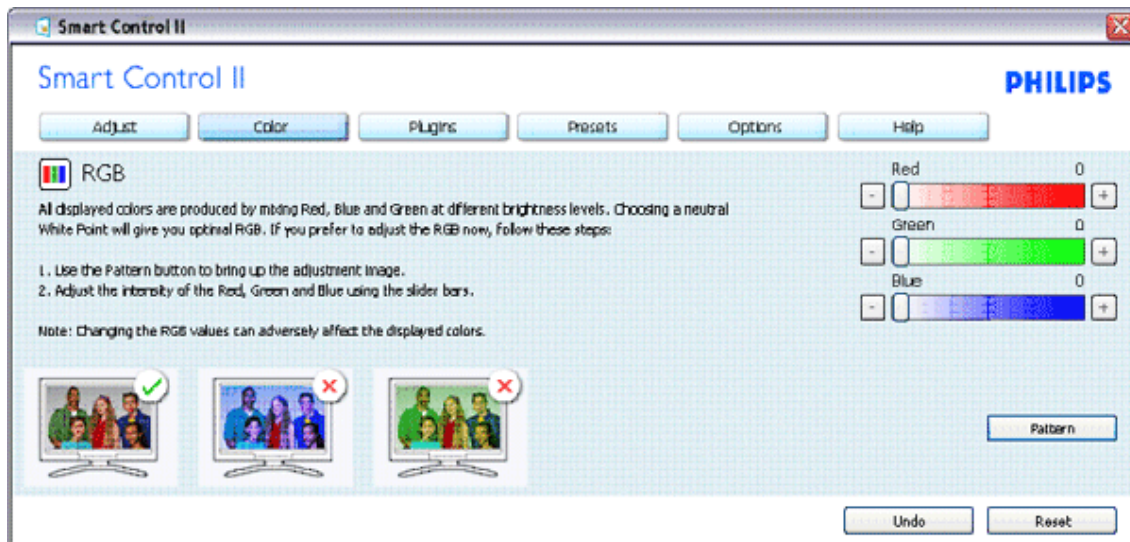 Smart Control II
Smart Control II
PHILIPS
Adjust
Color
Plugins
Presets
Options
Help
RGB
All displayed colors are produced by mixing Red, Blue and Green at different brightness levels. Choosing a neutral
White Point will give you optimal RGB. If you prefer to adjust the RGB now, follow these steps:
1. Use the Pattern button to bring up the adjustment image.
2. Adjust the intensity of the Red, Green and Blue using the slider bars.
Note: Changing the RGB values can adversely affect the displayed colors.
Red 0
- +
Green 0
- +
Blue 0
- +
Pattern
Undo
Reset